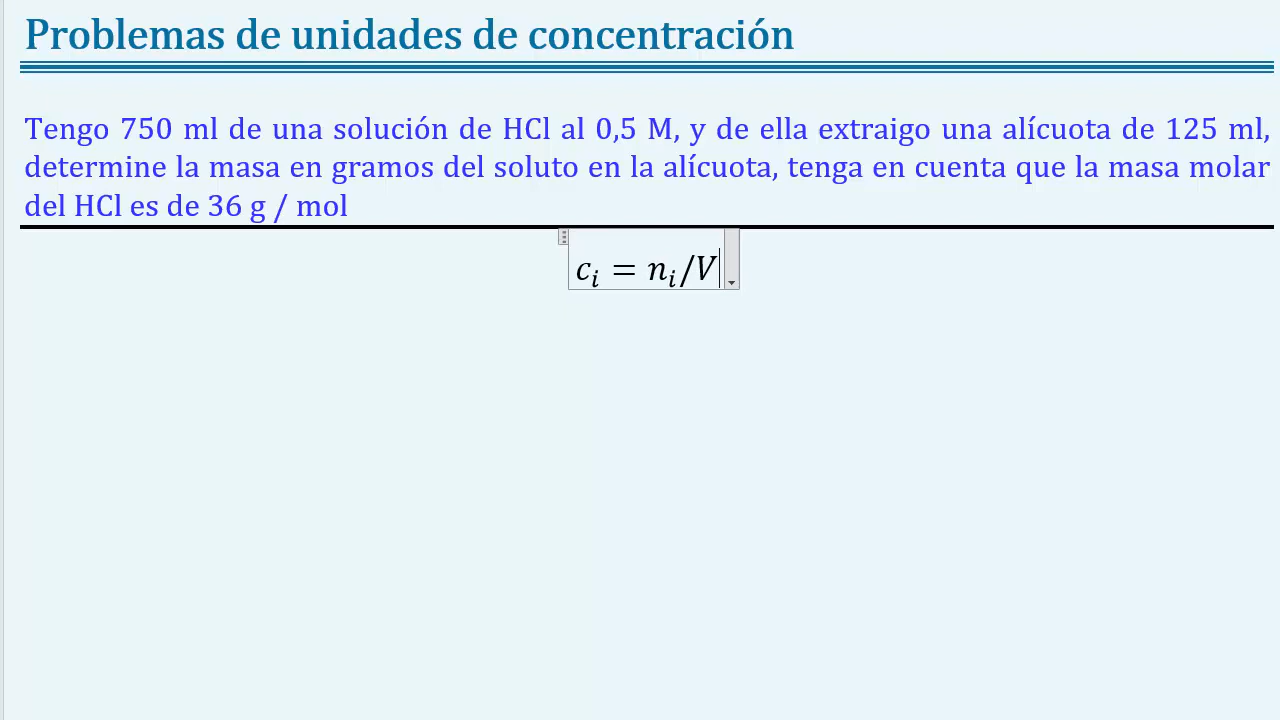 Problemas de unidades de concentración
Tengo 750 ml de una solución de HCl al 0,5 M, y de ella extraigo una alícuota de 125 ml,
determine la masa en gramos del soluto en la alícuota, tenga en cuenta que la masa molar
del HCl es de 36 g / mol
cᵢ = nᵢ/V